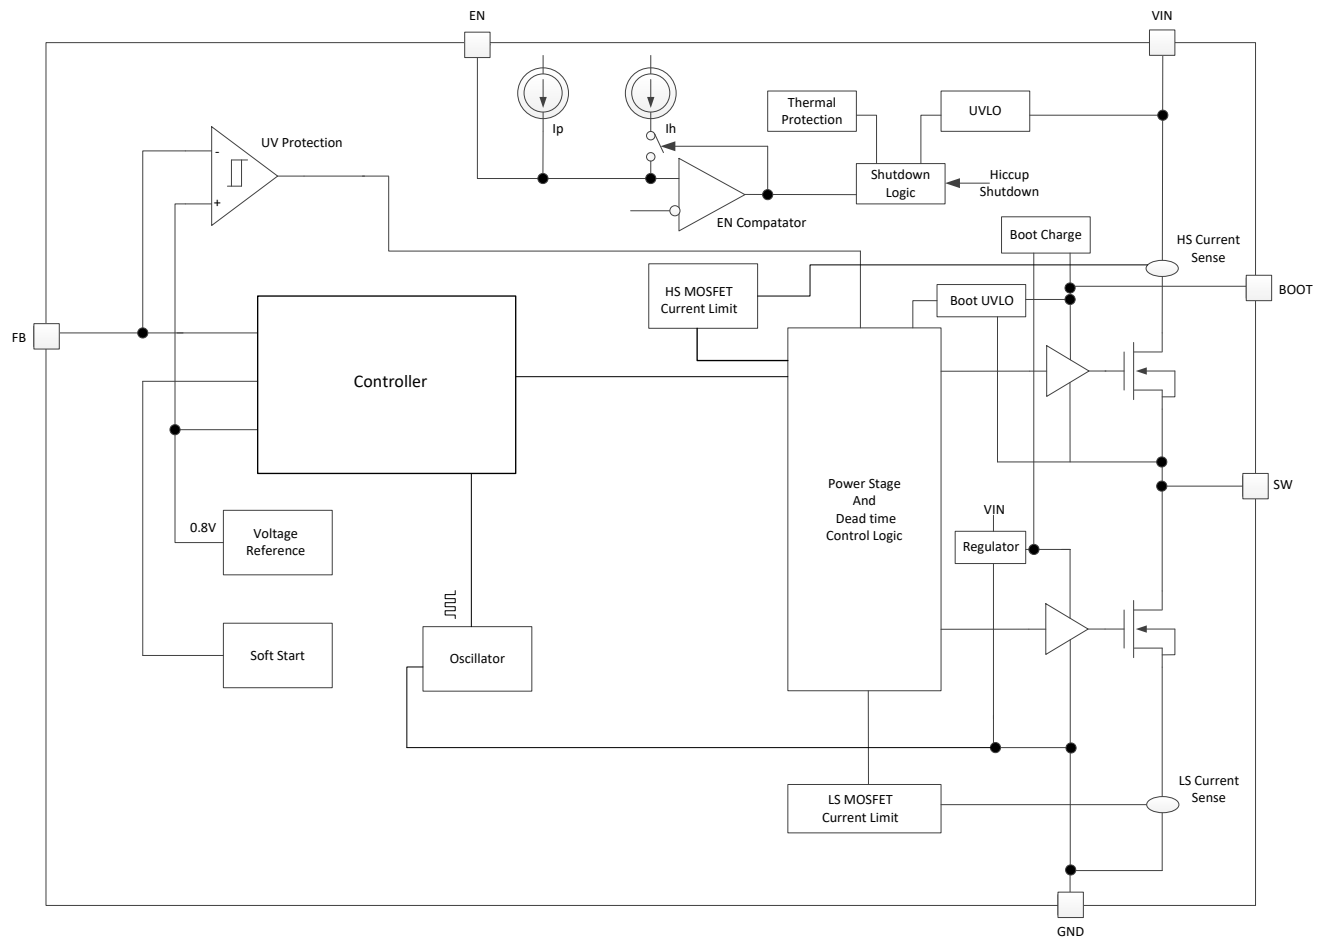 EN
VIN
Ip
Ih
Thermal
Protection
UVLO
UV Protection
-
+
Shutdown
Logic
Hiccup
Shutdown
EN Compatator
Boot Charge
HS Current
Sense
HS MOSFET
Current Limit
Boot UVLO
BOOT
FB
Controller
Power Stage
And
Dead time
Control Logic
SW
0.8V
Voltage
Reference
VIN
Regulator
Soft Start
Oscillator
LS MOSFET
Current Limit
LS Current
Sense
GND